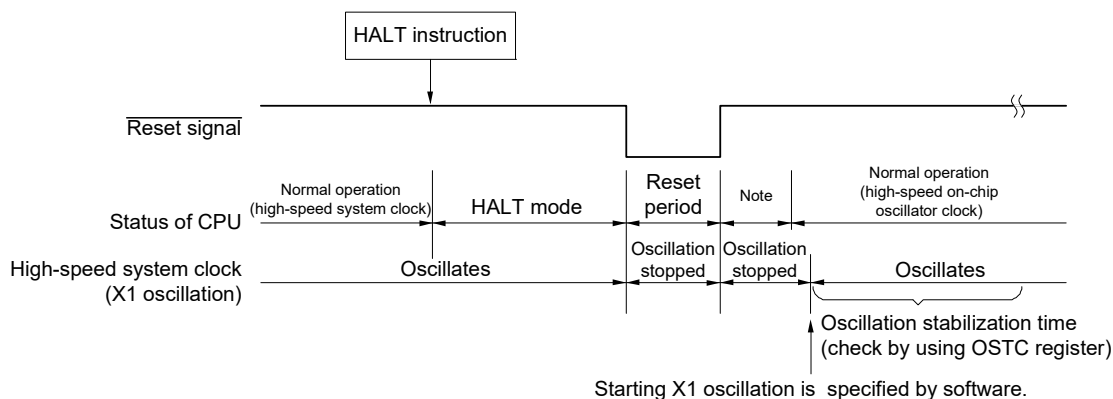 HALT instruction
Reset signal
Normal operation
(high-speed system clock)
HALT mode
Reset
period
Note
Normal operation
(high-speed on-chip
oscillator clock)
Status of CPU
High-speed system clock
(X1 oscillation)
Oscillates
Oscillation
stopped
Oscillation
stopped
Oscillates
Oscillation stabilization time
(check by using OSTC register)
Starting X1 oscillation is specified by software.